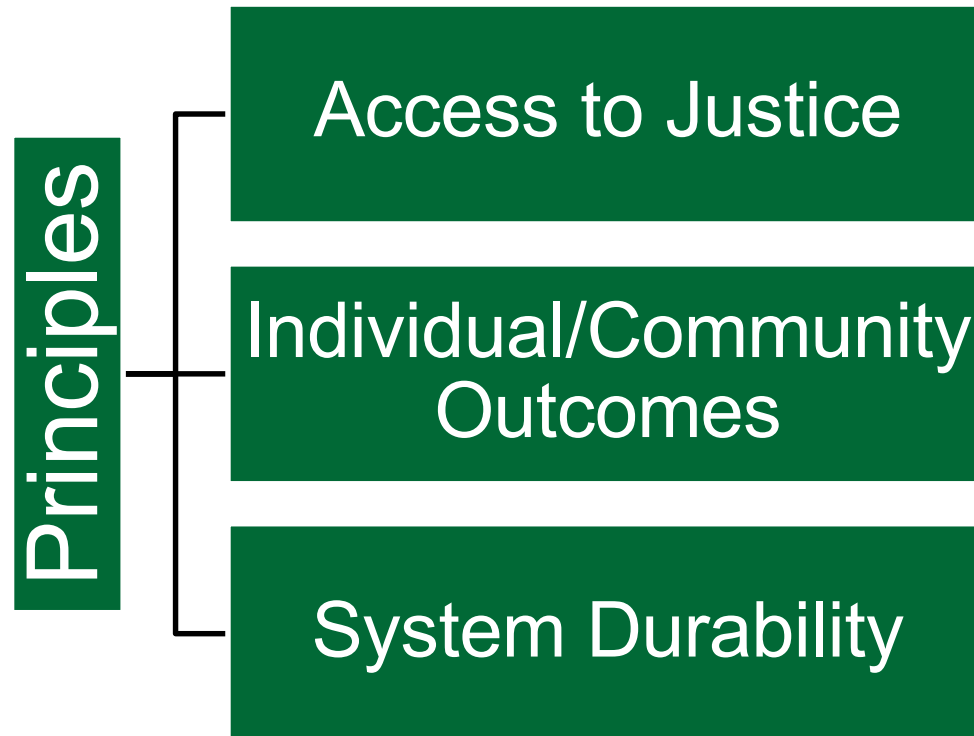 Principles
Access to Justice
Individual/Community
Outcomes
System Durability